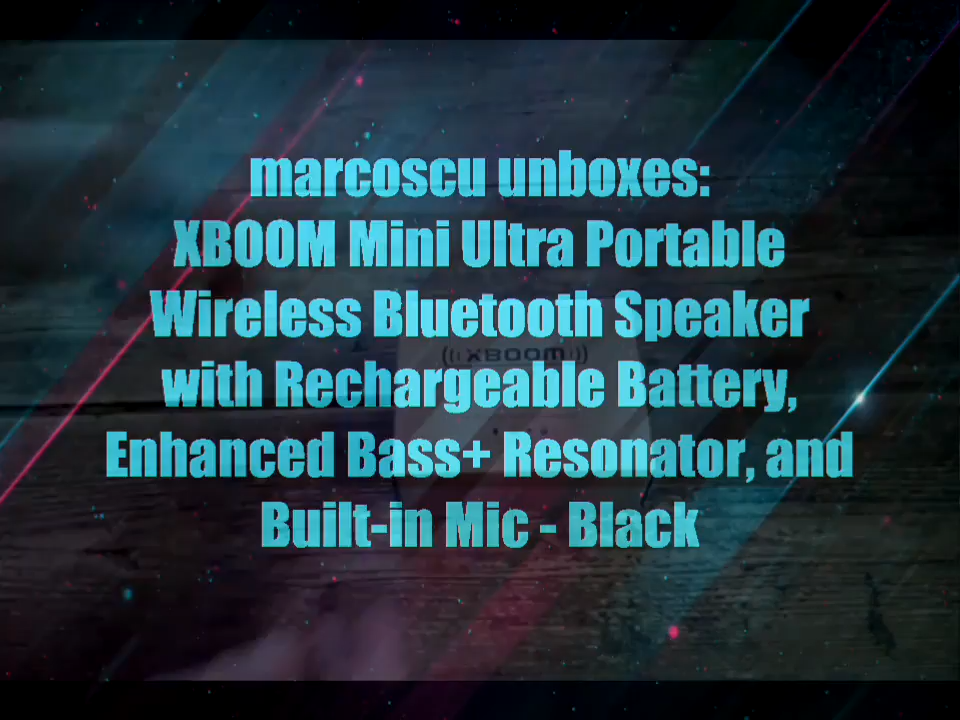 marcoscu unboxes:
XBOOM Mini Ultra Portable
Wireless Bluetooth Speaker
((( XBOOM )))
with Rechargeable Battery,
Enhanced Bass+ Resonator, and
Built-in Mic - Black